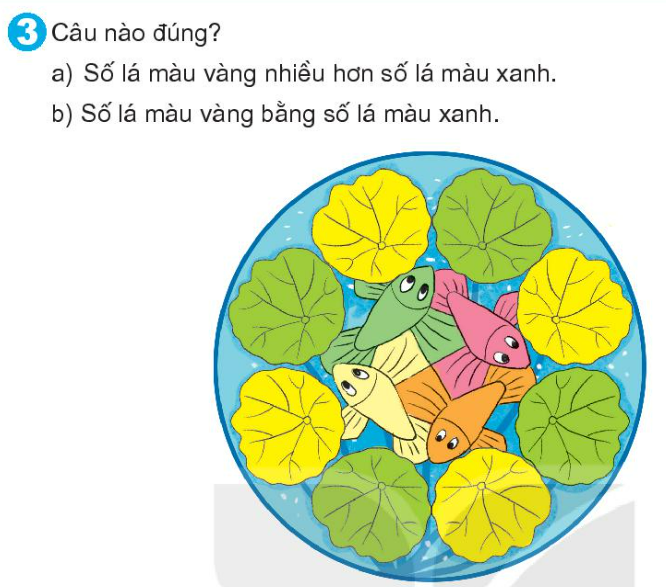 3 Câu nào đúng?
a) Số lá màu vàng nhiều hơn số lá màu xanh.
b) Số lá màu vàng bằng số lá màu xanh.